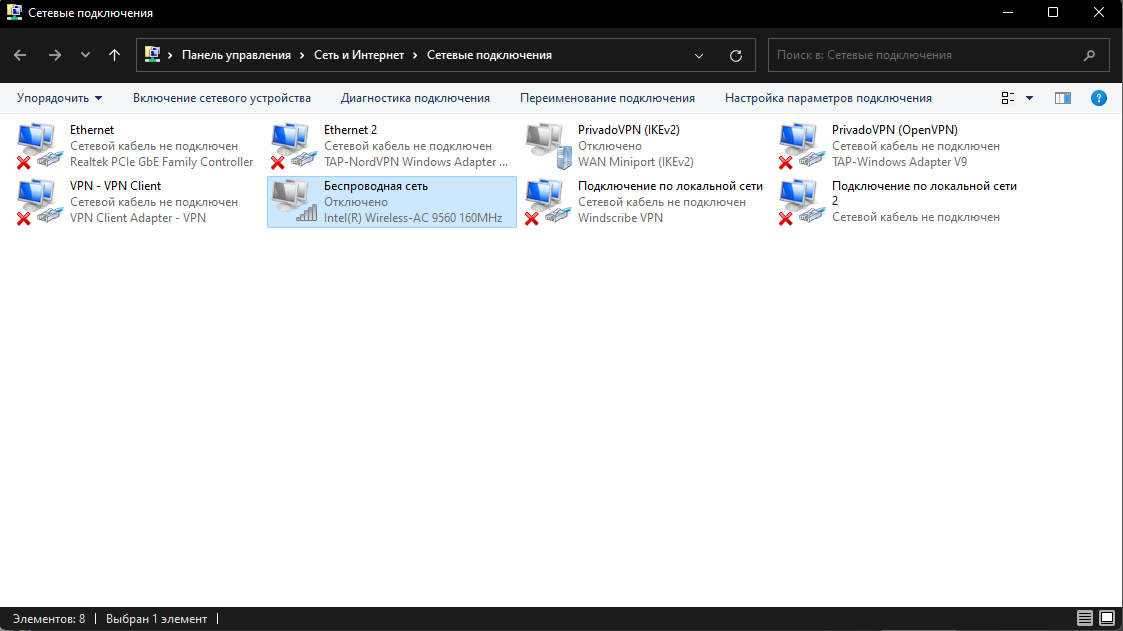 Сетевые подключения
Панель управления
Сеть и Интернет
Сетевые подключения
Поиск в: Сетевые подключения
Упорядочить
Включение сетевого устройства
Диагностика подключения
Переименование подключения
Настройка параметров подключения
Ethernet
Сетевой кабель не подключен
Realtek PCIe GbE Family Controller
Ethernet 2
Сетевой кабель не подключен
TAP-NordVPN Windows Adapter ...
PrivadoVPN (IKEv2)
Отключено
WAN Miniport (IKEv2)
PrivadoVPN (OpenVPN)
Сетевой кабель не подключен
TAP-Windows Adapter V9
VPN - VPN Client
Сетевой кабель не подключен
VPN Client Adapter - VPN
Беспроводная сеть
Отключено
Intel(R) Wireless-AC 9560 160MHz
Подключение по локальной сети
Сетевой кабель не подключен
Windscribe VPN
Подключение по локальной сети
2
Сетевой кабель не подключен
Элементов: 8
Выбран 1 элемент